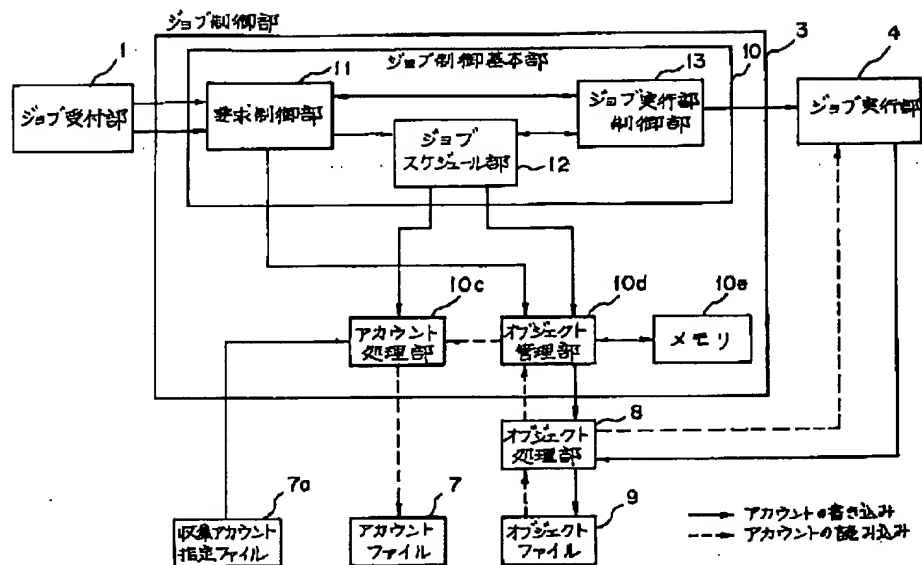 ジョブ制御部
3
1
ジョブ制御基本部
10
4
11
13
ジョブ受付部
要求制御部
ジョブ実行部
制御部
ジョブ実行部
ジョブ
スケジュール部
12
10c
10d
10e
アカウント
処理部
オブジェクト
管理部
メモリ
8
オブジェクト
処理部
7a
7
9
収集アカウント
指定ファイル
アカウント
ファイル
オブジェクト
ファイル
アカウントの書き込み
アカウントの読み込み